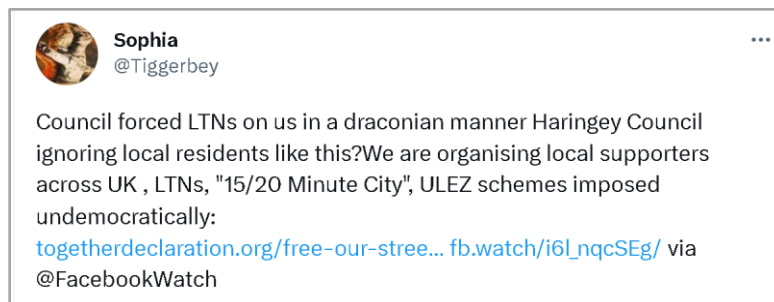 Sophia
@Tiggerbey
Council forced LTNs on us in a draconian manner Haringey Council
ignoring local residents like this?We are organising local supporters
across UK , LTNs, "15/20 Minute City", ULEZ schemes imposed
undemocratically:
togetherdeclaration.org/free-our-stree... fb.watch/i6l_nqcSEg/ via
@FacebookWatch